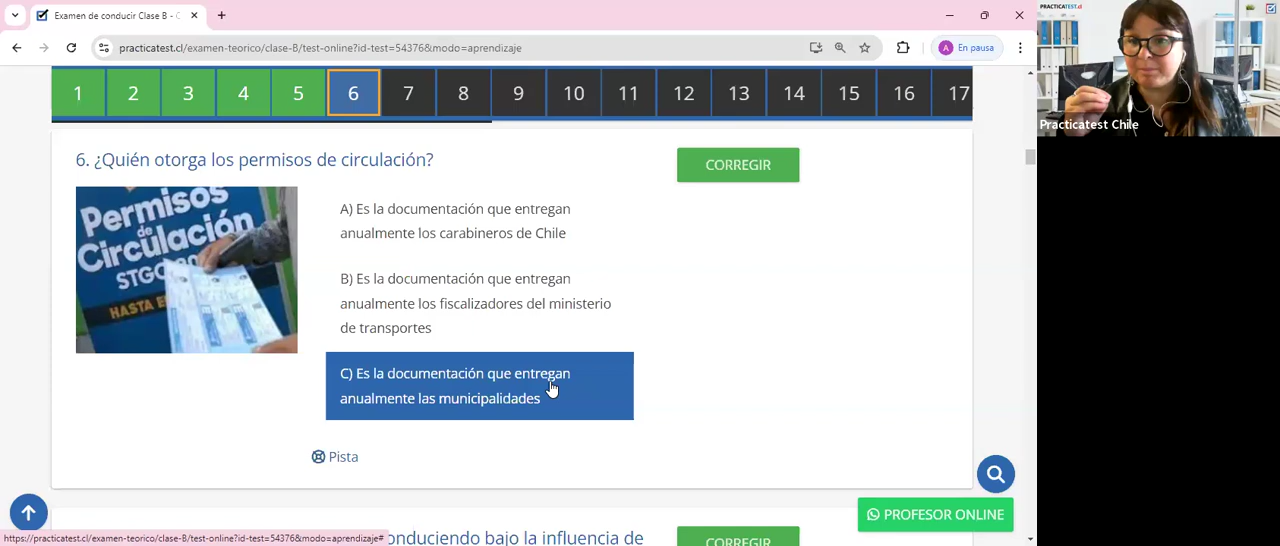 Examen de conducir Clase B - C
practicatest.cl/examen-teorico/clase-B/test-online?id-test=54376&modo=aprendizaje
A
En pausa
1 2 3 4 5 6 7 8 9 10 11 12 13 14 15 16 17
6. ¿Quién otorga los permisos de circulación?
CORREGIR
Permisos
de
Circulación
STGO
HASTA
A) Es la documentación que entregan
anualmente los carabineros de Chile
B) Es la documentación que entregan
anualmente los fiscalizadores del ministerio
de transportes
C) Es la documentación que entregan
anualmente las municipalidades
Pista
PROFESOR ONLINE
https://practicatest.cl/examen-teorico/clase-B/test-online?id-test=54376&modo=aprendizaje#
onduciendo bajo la influencia de
CORREGIR
PRACTICATEST.cl
Practicatest Chile